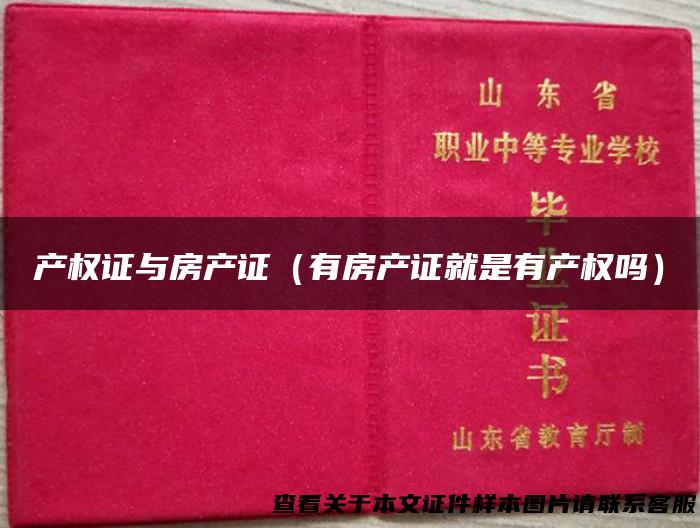 山东省
职业中等专业学校
毕业证书
产权证与房产证（有房产证就是有产权吗）
山东省教育厅制
查看关于本文证件样本图片请联系客服